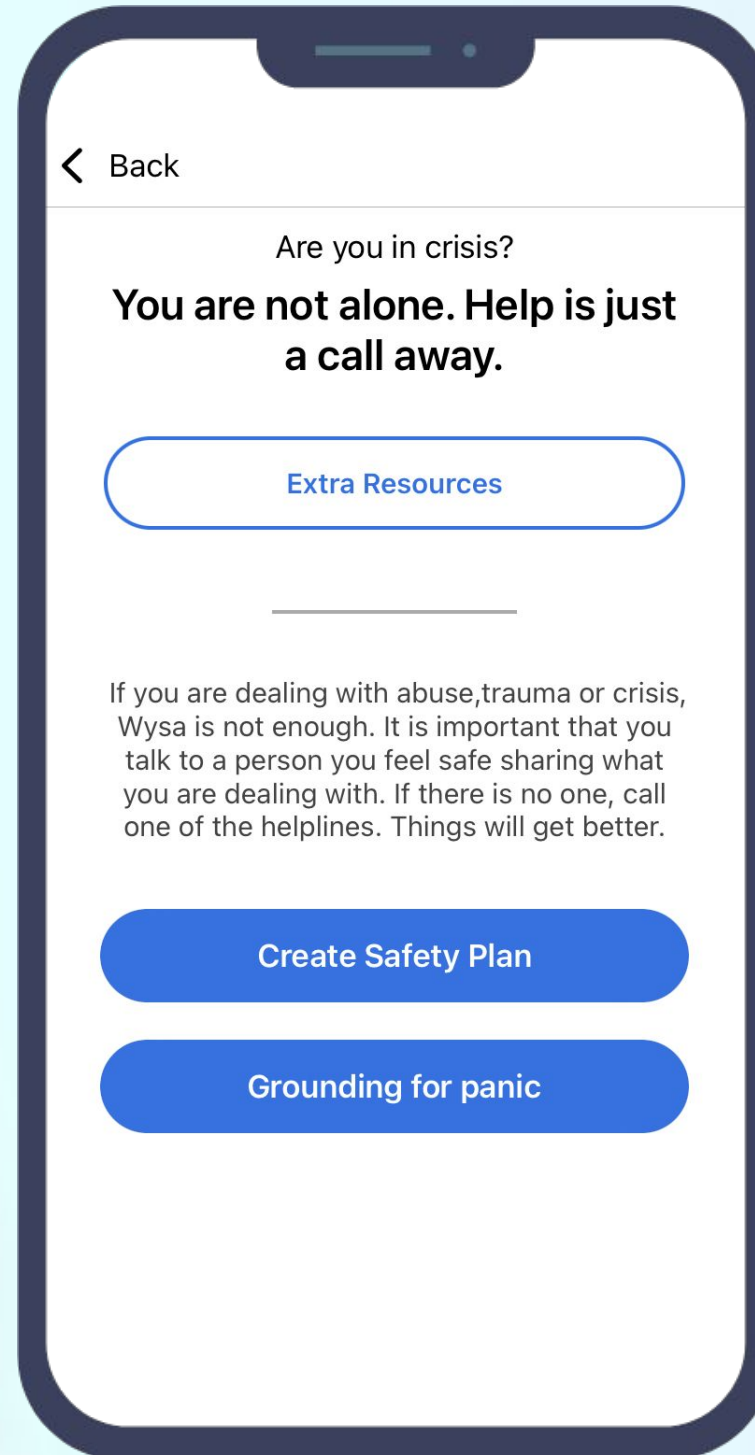 Back
Are you in crisis?
You are not alone. Help is just
a call away.
Extra Resources
If you are dealing with abuse,trauma or crisis,
Wysa is not enough. It is important that you
talk to a person you feel safe sharing what
you are dealing with. If there is no one, call
one of the helplines. Things will get better.
Create Safety Plan
Grounding for panic